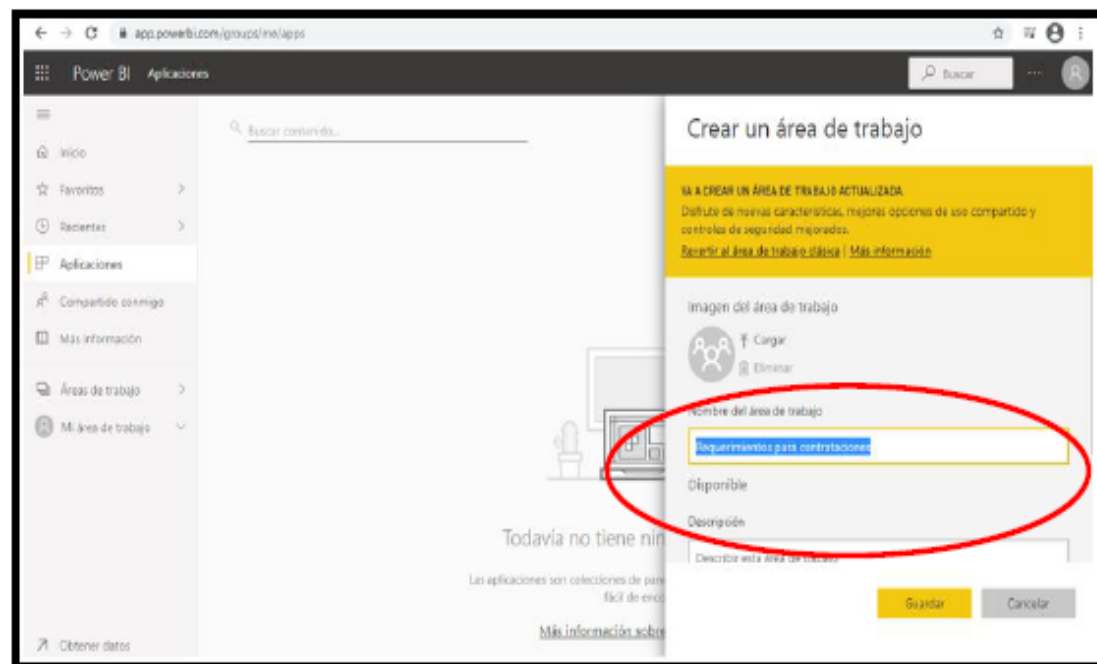 app.powerbi.com/groups/me/apps
Power BI Aplicaciones
Buscar
Inicio
Favoritos
Recientes
Aplicaciones
Compartido conmigo
Más información
Áreas de trabajo
Mi área de trabajo
Obtener datos
Buscar contenido...
Todavía no tiene nin
Las aplicaciones son colecciones de pan
fácil de enco
Más información sobre
Crear un área de trabajo
VA A CREAR UN ÁREA DE TRABAJO ACTUALIZADA
Disfrute de nuevas características, mejores opciones de uso compartido y
controles de seguridad mejorados.
Revertir al área de trabajo clásica | Más información
Imagen del área de trabajo
Cargar
Eliminar
Nombre del área de trabajo
Requerimientos para contrataciones
Disponible
Descripción
Describir esta área de trabajo
Guardar Cancelar